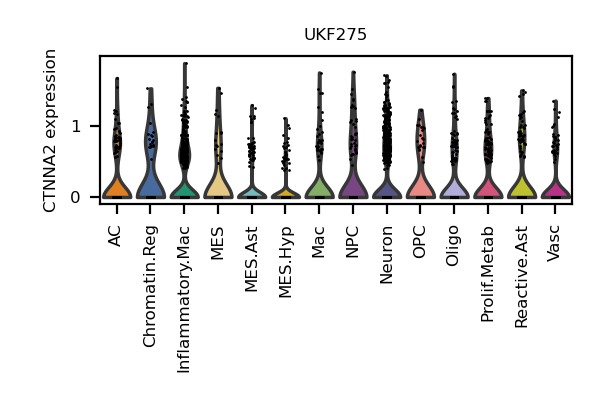 UKF275
CTNNA2 expression
1
0
AC
Chromatin.Reg
Inflammatory.Mac
MES
MES.Ast
MES.Hyp
Mac
NPC
Neuron
OPC
Oligo
Prolif.Metab
Reactive.Ast
Vasc